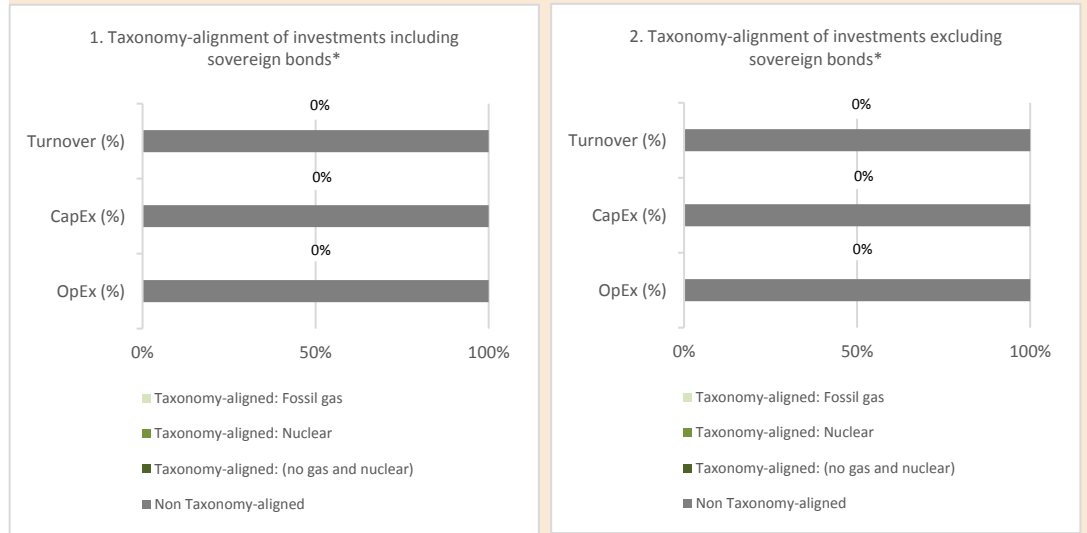 1. Taxonomy-alignment of investments including
sovereign bonds*
0%
Turnover (%)
0%
CapEx (%)
0%
OpEx (%)
0% 50% 100%
Taxonomy-aligned: Fossil gas
Taxonomy-aligned: Nuclear
Taxonomy-aligned: (no gas and nuclear)
Non Taxonomy-aligned
2. Taxonomy-alignment of investments excluding
sovereign bonds*
0%
Turnover (%)
0%
CapEx (%)
0%
OpEx (%)
0% 50% 100%
Taxonomy-aligned: Fossil gas
Taxonomy-aligned: Nuclear
Taxonomy-aligned: (no gas and nuclear)
Non Taxonomy-aligned